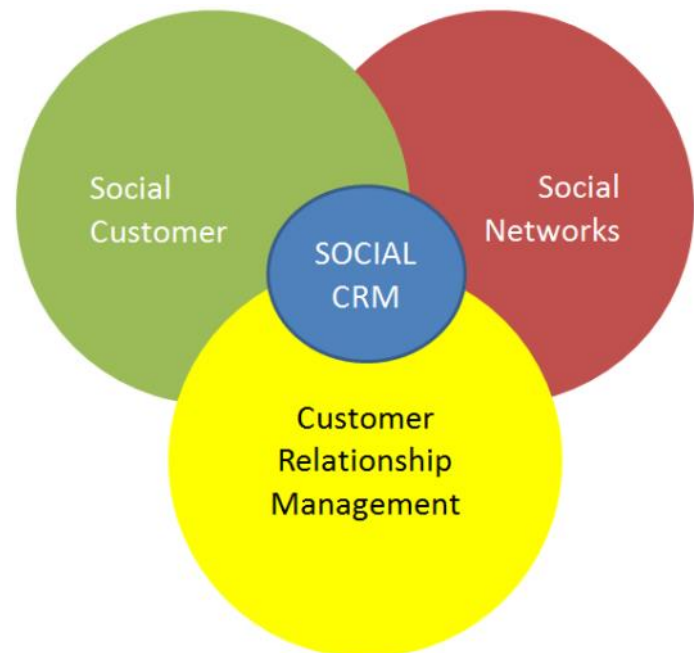 Social
Customer
Social
Networks
SOCIAL
CRM
Customer
Relationship
Management